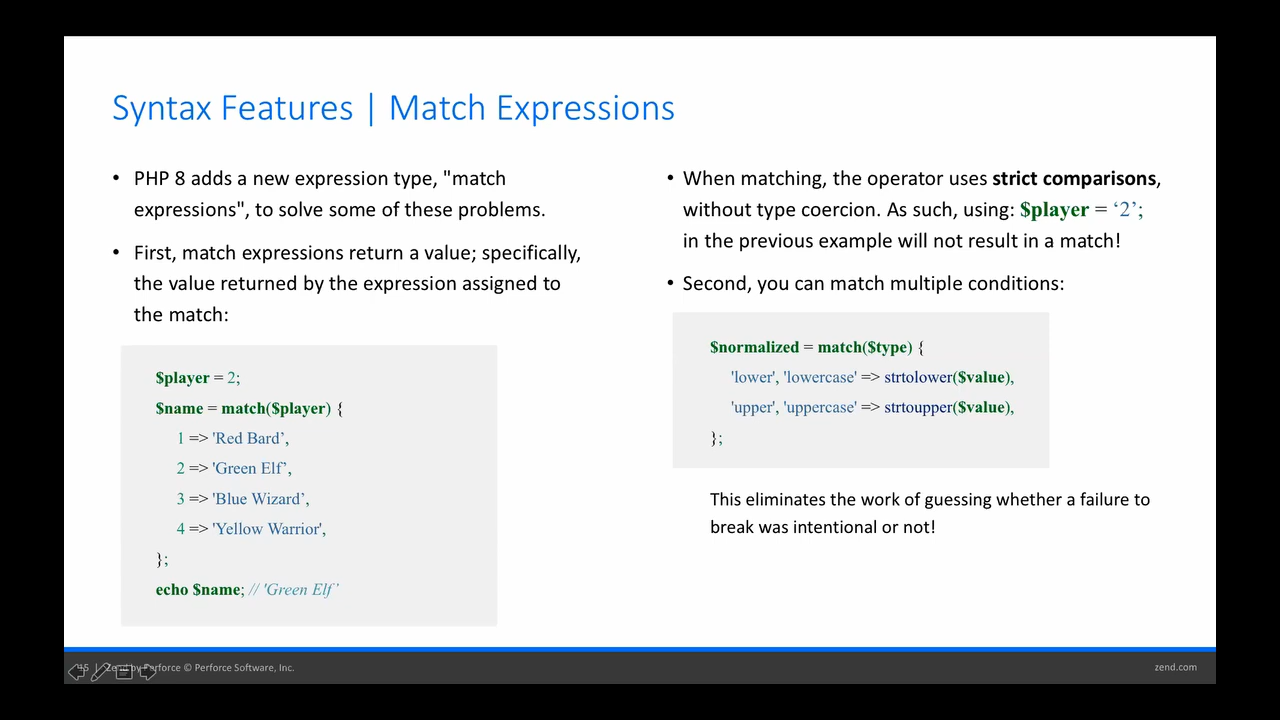 Syntax Features | Match Expressions
• PHP 8 adds a new expression type, "match
expressions", to solve some of these problems.
• First, match expressions return a value; specifically,
the value returned by the expression assigned to
the match:
$player = 2;
$name = match($player) {
1 => 'Red Bard’,
2 => 'Green Elf’,
3 => 'Blue Wizard’,
4 => 'Yellow Warrior',
};
echo $name; // 'Green Elf’
• When matching, the operator uses strict comparisons,
without type coercion. As such, using: $player = ‘2’;
in the previous example will not result in a match!
• Second, you can match multiple conditions:
$normalized = match($type) {
'lower', 'lowercase' => strtolower($value),
'upper', 'uppercase' => strtoupper($value),
};
This eliminates the work of guessing whether a failure to
break was intentional or not!
15 | Zend by Perforce © Perforce Software, Inc.
zend.com